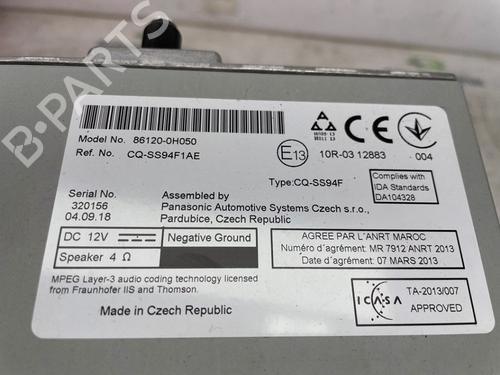 B-PARTS
Model No. 86120-0H050
Ref. No. CQ-SS94F1AE
E13
10R-03 12883
004
Type:CQ-SS94F
Complies with
IDA Standards
DA104328
Serial No.
320156
04.09.18
Assembled by
Panasonic Automotive Systems Czech s.r.o.,
Pardubice, Czech Republic
DC 12V
Negative Ground
Speaker 4 Ω
AGREE PAR L'ANRT MAROC
Numéro d'agrément: MR 7912 ANRT 2013
Date d'agrément: 07 MARS 2013
MPEG Layer-3 audio coding technology licensed
from Fraunhofer IIS and Thomson.
Made in Czech Republic
ICASA
TA-2013/007
APPROVED